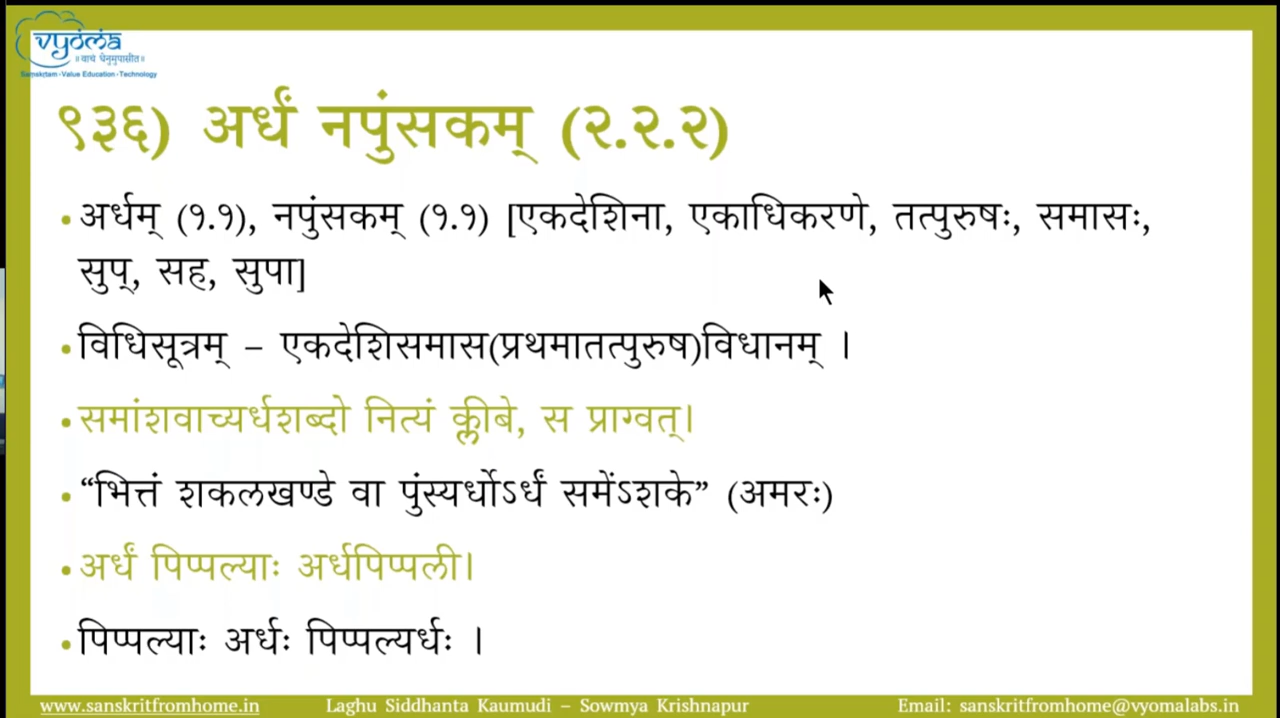 vyoma
॥वाचं धेनुमुपासीत॥
Samskrtam - Value Education - Technology
९३६) अर्धं नपुंसकम् (२.२.२)
• अर्धम् (१.१), नपुंसकम् (१.१) [एकदेशिना, एकाधिकरणे, तत्पुरुषः, समासः,
सुप्, सह, सुपा]
• विधिसूत्रम् – एकदेशिसमास(प्रथमातत्पुरुष)विधानम् ।
• समांशवाच्यर्धशब्दो नित्यं क्लीबे, स प्राग्वत्।
• “भित्तं शकलखण्डे वा पुंस्यर्धोऽर्धं समेंऽशके” (अमरः)
• अर्धं पिप्पल्याः अर्धपिप्पली।
• पिप्पल्याः अर्धः पिप्पल्यर्धः ।
www.sanskritfromhome.in Laghu Siddhanta Kaumudi – Sowmya Krishnapur Email: sanskritfromhome@vyomalabs.in